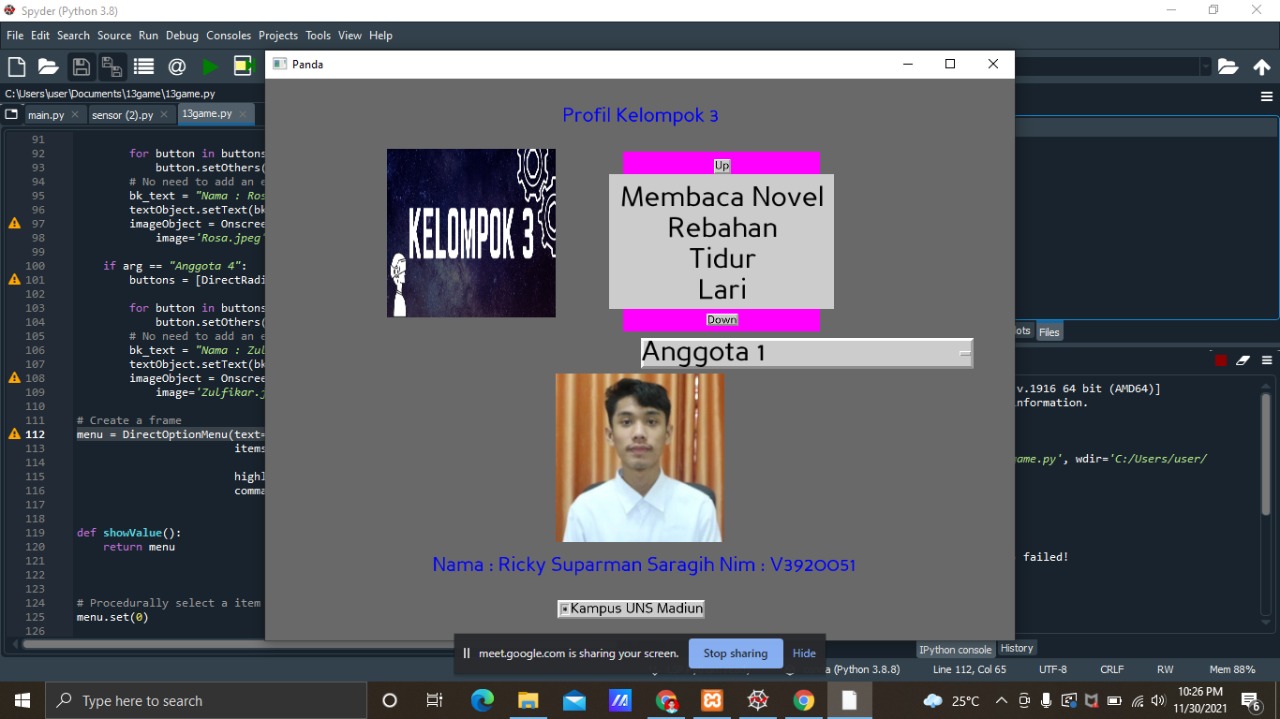 Spyder (Python 3.8)
File Edit Search Source Run Debug Consoles Projects Tools View Help
C:\Users\user\Documents\13game\13game.py
main.py
sensor (2).py
13game.py
91
92 for button in buttons
93 button.setOthers(
94 # No need to add an e
95 bk_text = "Nama : Ros
96 textObject.setText(bk
97 imageObject = Onscree
98 image='Rosa.jpeg'
99
100 if arg == "Anggota 4":
101 buttons = [DirectRadi
102
103 for button in buttons
104 button.setOthers(
105 # No need to add an e
106 bk_text = "Nama : Zul
107 textObject.setText(bk
108 imageObject = Onscree
109 image='Zulfikar.j
110
111 # Create a frame
112 menu = DirectOptionMenu(text=
113 items
114
115 highl
116 comma
117
118
119 def showValue():
120 return menu
121
122
123
124 # Procedurally select a item
125 menu.set(0)
126
Panda
Profil Kelompok 3
KELOMPOK 3
Up
Membaca Novel
Rebahan
Tidur
Lari
Down
Anggota 1
Nama : Ricky Suparman Saragih Nim : V3920051
Kampus UNS Madiun
ots Files
v.1916 64 bit (AMD64)]
nformation.
ame.py', wdir='C:/Users/user/
failed!
IPython console History
meet.google.com is sharing your screen. Stop sharing Hide
a (Python 3.8.8) Line 112, Col 65 UTF-8 CRLF RW Mem 88%
Type here to search
25°C
10:26 PM
11/30/2021
6